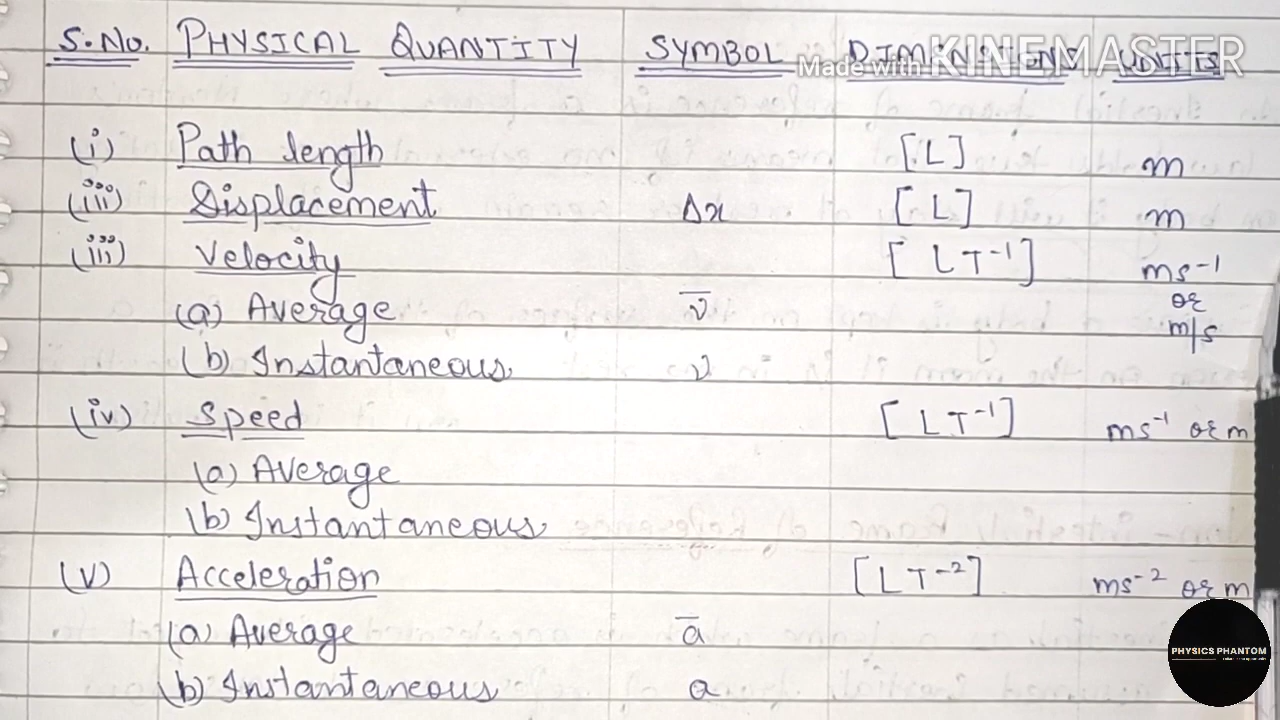 S.No. PHYSICAL QUANTITY SYMBOL DIMENSIONS UNITS
Made with KINEMASTER
(i) Path length [L] m
(iii) Displacement Δx [L] m
(iii) Velocity [LT⁻¹] ms⁻¹
or
(a) Average v̅ m/s
(b) Instantaneous v
(iv) Speed [LT⁻¹] ms⁻¹ or m
(a) Average
(b) Instantaneous
(v) Acceleration [LT⁻²] ms⁻² or m
(a) Average a̅
PHYSICS PHANTOM
(b) Instantaneous a